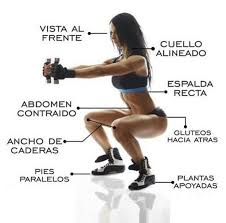 VISTA AL
FRENTE
CUELLO
ALINEADO
ESPALDA
RECTA
ABDOMEN
CONTRAIDO
GLUTEOS
HACIA ATRAS
ANCHO DE
CADERAS
PIES
PARALELOS
PLANTAS
APOYADAS